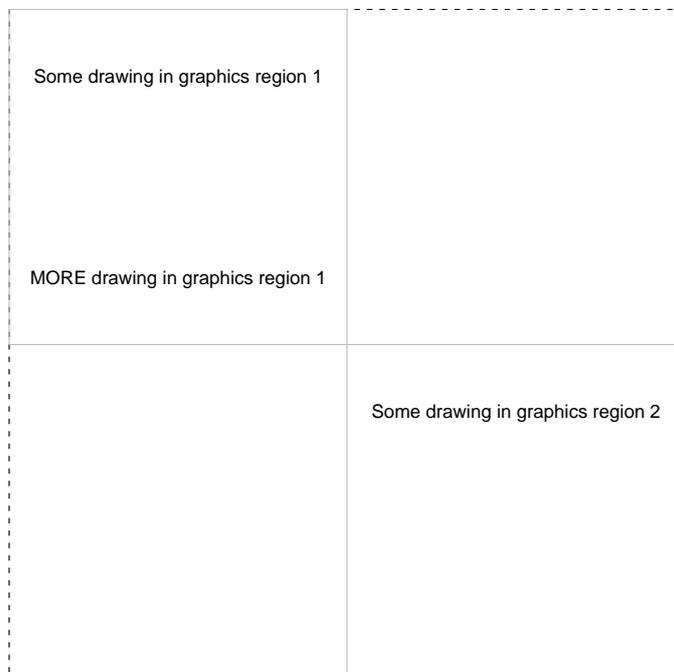 Some drawing in graphics region 1
MORE drawing in graphics region 1
Some drawing in graphics region 2